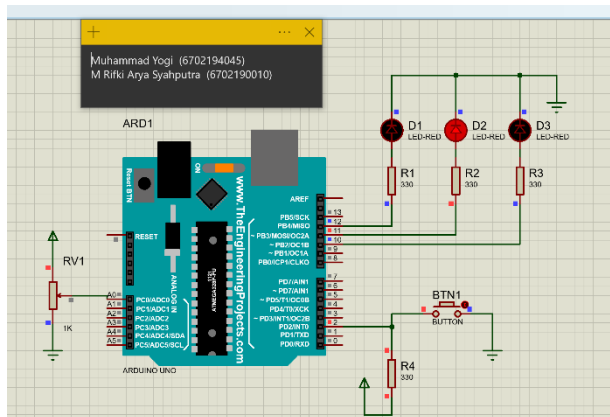 Muhammad Yogi (6702194045)
M Rifki Arya Syahputra (6702190010)
ARD1
D1
LED-RED
D2
LED-RED
D3
LED-RED
R1
330
R2
330
R3
330
Reset BTN
ON
www.TheEngineeringProjects.com
AREF
PB5/SCK 13
PB4/MISO 12
~ PB3/MOSI/OC2A 11
~ PB2/OC1B 10
~ PB1/OC1A 9
PB0/ICP1/CLKO 8
RESET
ANALOG IN
RV1
1K
A0 PC0/ADC0
A1 PC1/ADC1
A2 PC2/ADC2
A3 PC3/ADC3
A4 PC4/ADC4/SDA
A5 PC5/ADC5/SCL
PD7/AIN1 7
~ PD6/AIN0 6
~ PD5/T1/OC0B 5
PD4/T0/XCK 4
~ PD3/INT1/OC2B 3
PD2/INT0 2
PD1/TXD 1
PD0/RXD 0
ARDUINO UNO
BTN1
BUTTON
R4
330